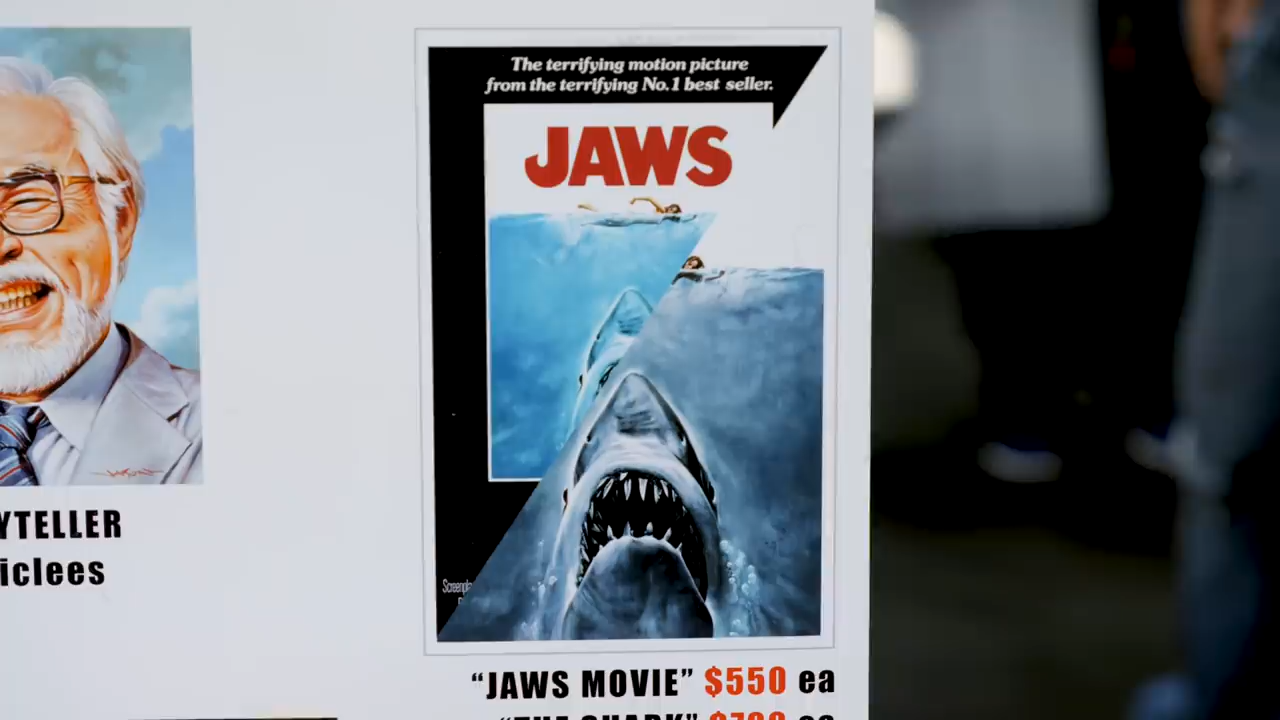 The terrifying motion picture
from the terrifying No.1 best seller.
JAWS
YTELLER
iclees
"JAWS MOVIE" $550 ea